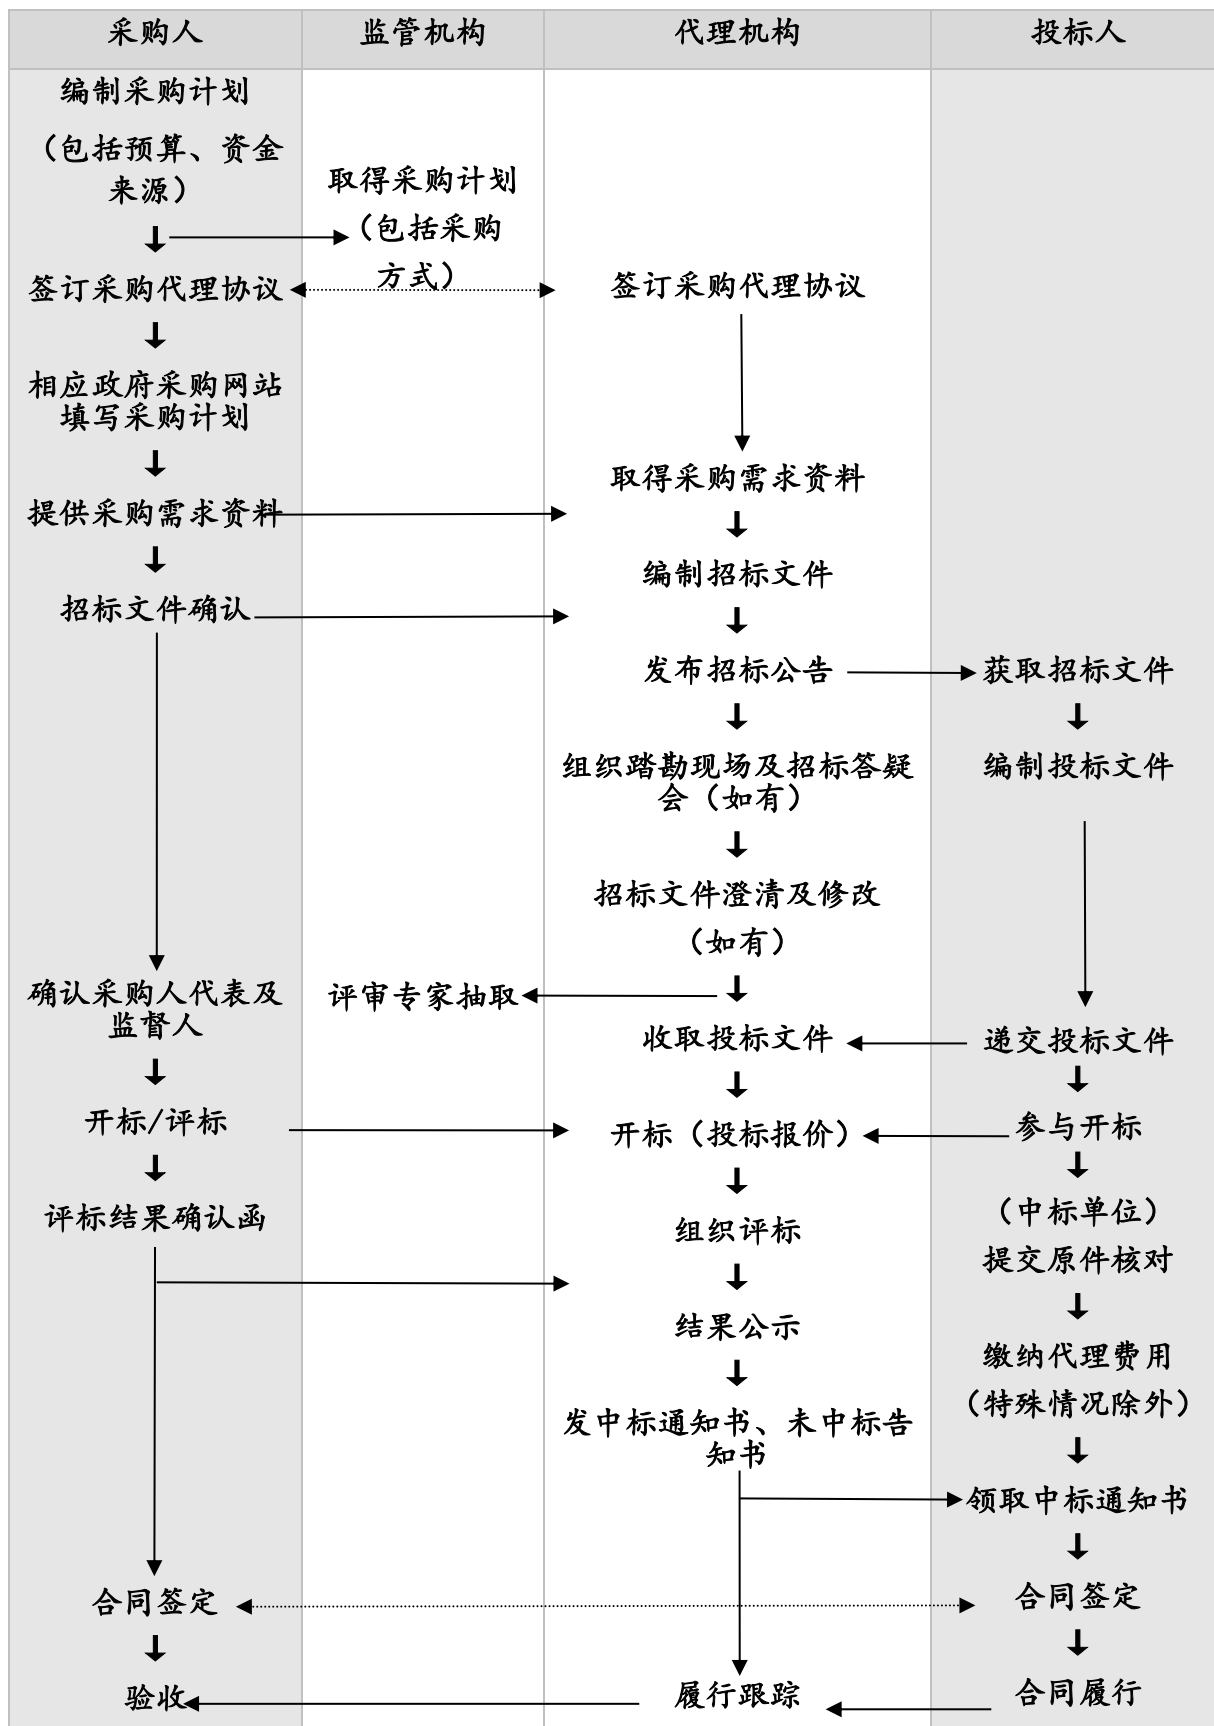 采购人
监管机构
代理机构
投标人
编制采购计划
（包括预算、资金
来源）
签订采购代理协议
相应政府采购网站
填写采购计划
提供采购需求资料
招标文件确认
确认采购人代表及
监督人
开标/评标
评标结果确认函
合同签定
验收
取得采购计划
（包括采购
方式）
评审专家抽取
签订采购代理协议
取得采购需求资料
编制招标文件
发布招标公告
组织踏勘现场及招标答疑
会（如有）
招标文件澄清及修改
（如有）
收取投标文件
开标（投标报价）
组织评标
结果公示
发中标通知书、未中标告
知书
履行跟踪
获取招标文件
编制投标文件
递交投标文件
参与开标
（中标单位）
提交原件核对
缴纳代理费用
（特殊情况除外）
领取中标通知书
合同签定
合同履行